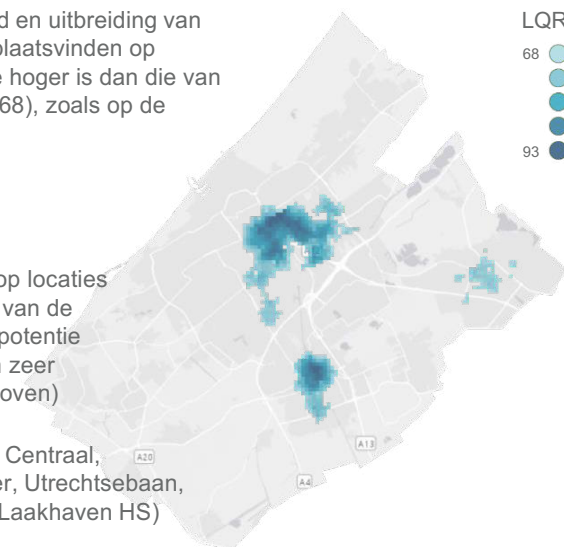 d en uitbreiding van
plaatsvinden op
e hoger is dan die van
68), zoals op de
op locaties
van de
potentie
zeer
oven)
Centraal,
er, Utrechtsebaan,
Laakhaven HS)
LQR
68
93
A20
A13
A4